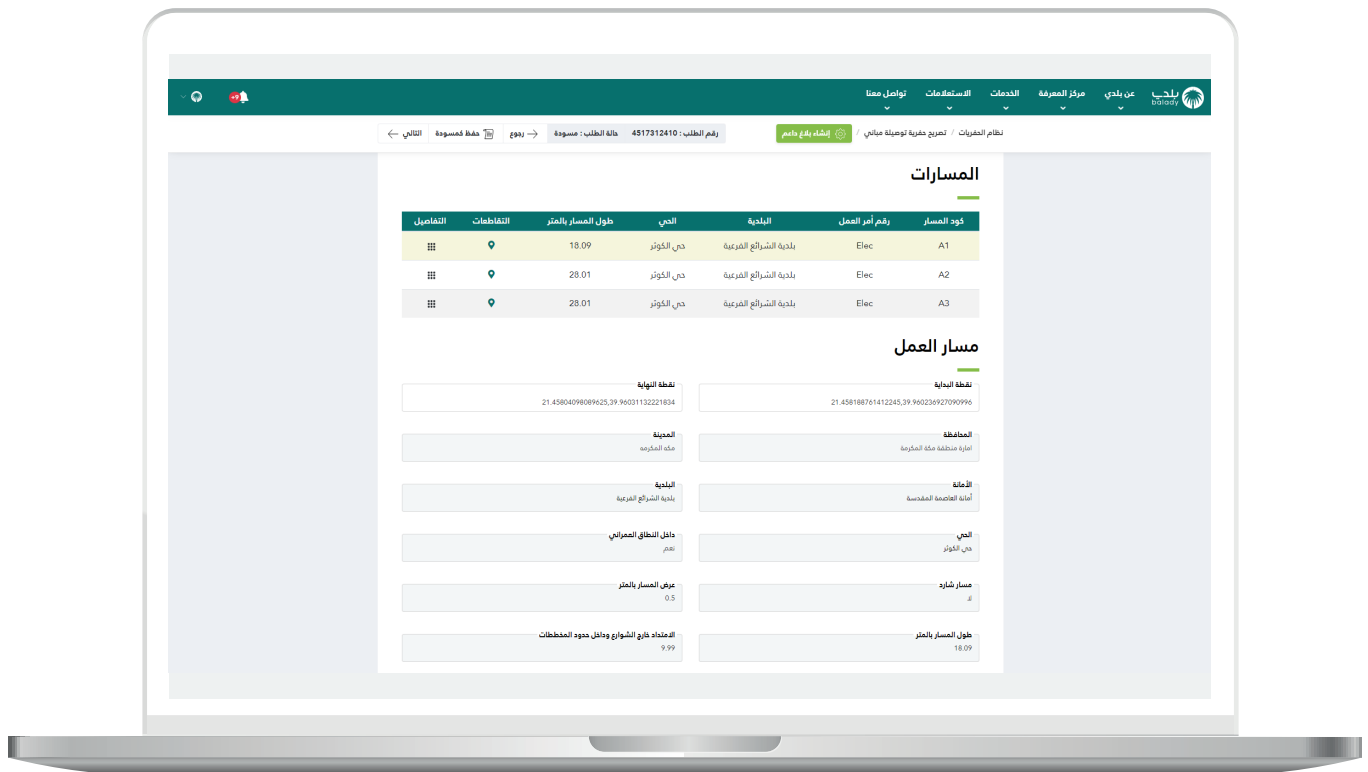 بلدي
balady
عن بلدي
مركز المعرفة
الخدمات
الاستعلامات
تواصل معنا
+9
نظام الحفريات / تصريح حفرية توصيلة مباني /
إنشاء بلاغ داعم
رقم الطلب : 4517312410 حالة الطلب : مسودة
رجوع
حفظ كمسودة
التالي
المسارات
كود المسار رقم أمر العمل البلدية الحي طول المسار بالمتر التقاطعات التفاصيل
A1 Elec بلدية الشرائع الفرعية حي الكوثر 18.09
A2 Elec بلدية الشرائع الفرعية حي الكوثر 28.01
A3 Elec بلدية الشرائع الفرعية حي الكوثر 28.01
مسار العمل
نقطة البداية
21.458188761412245,39.960236927090996
نقطة النهاية
21.45804098089625,39.96031132221834
المحافظة
امارة منطقة مكة المكرمة
المدينة
مكه المكرمه
الأمانة
أمانة العاصمة المقدسة
البلدية
بلدية الشرائع الفرعية
الحي
حي الكوثر
داخل النطاق العمراني
نعم
مسار شارد
لا
عرض المسار بالمتر
0.5
طول المسار بالمتر
18.09
الامتداد خارج الشوارع وداخل حدود المخططات
9.99